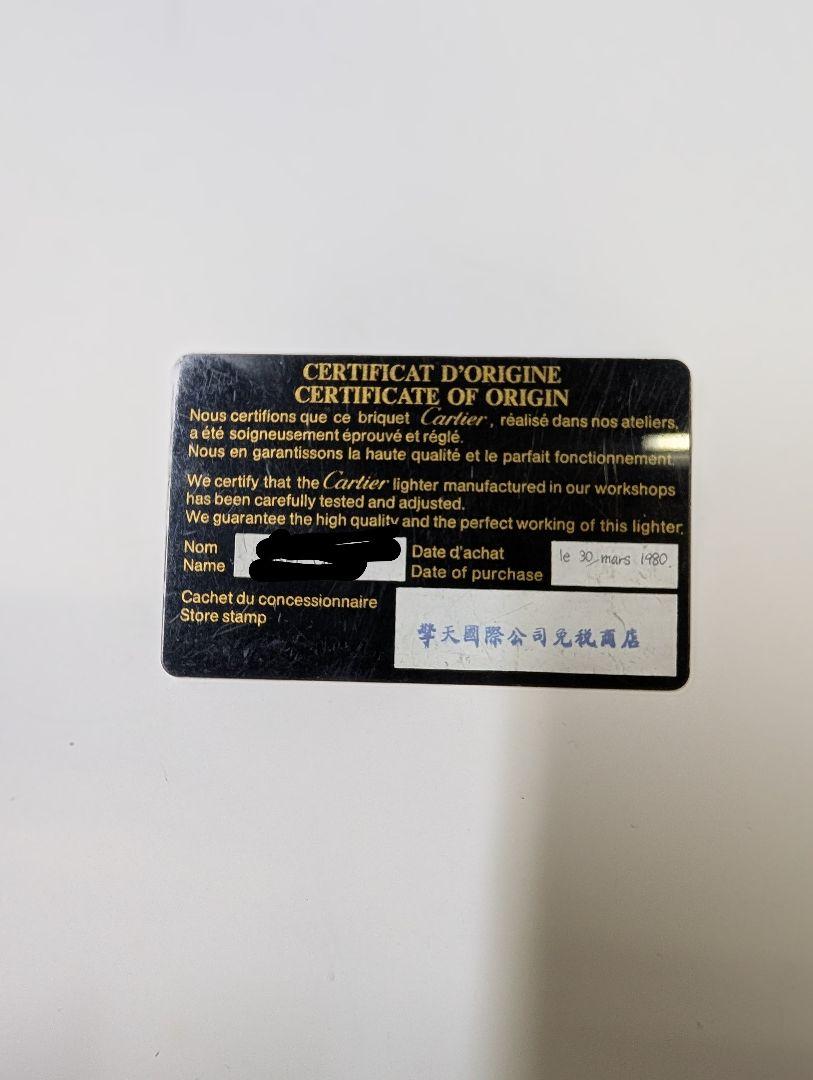 CERTIFICAT D'ORIGINE
CERTIFICATE OF ORIGIN
Nous certifions que ce briquet Cartier, réalisé dans nos ateliers,
a été soigneusement éprouvé et réglé.
Nous en garantissons la haute qualité et le parfait fonctionnement.
We certify that the Cartier lighter manufactured in our workshops
has been carefully tested and adjusted.
We guarantee the high quality and the perfect working of this lighter.
Nom
Name
Date d'achat
Date of purchase
le 30 mars 1980.
Cachet du concessionnaire
Store stamp
擎天國際公司免税商店